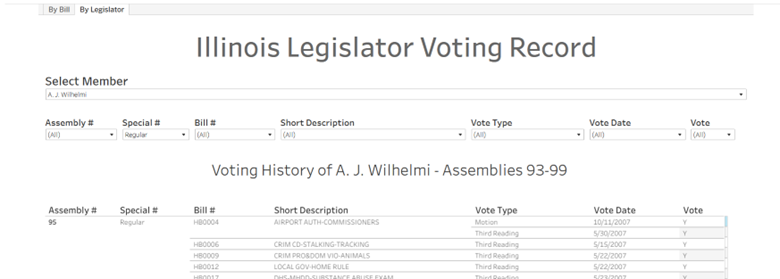 By Bill By Legislator
Illinois Legislator Voting Record
Select Member
A. J. Wilhelmi
Assembly # Special # Bill # Short Description Vote Type Vote Date Vote
(All) Regular (All) (All) (All) (All) (All)
Voting History of A. J. Wilhelmi - Assemblies 93-99
Assembly # Special # Bill # Short Description Vote Type Vote Date Vote
95 Regular HB0004 AIRPORT AUTH-COMMISSIONERS Motion 10/11/2007 Y
Third Reading 5/30/2007 Y
HB0006 CRIM CD-STALKING-TRACKING Third Reading 5/15/2007 Y
HB0009 CRIM PRO&DOM VIO-ANIMALS Third Reading 5/22/2007 Y
HB0012 LOCAL GOV-HOME RULE Third Reading 5/22/2007 Y
HB0017 DHS-MHDD-SUBSTANCE ABUSE EXAM Third Reading 5/23/2007 Y